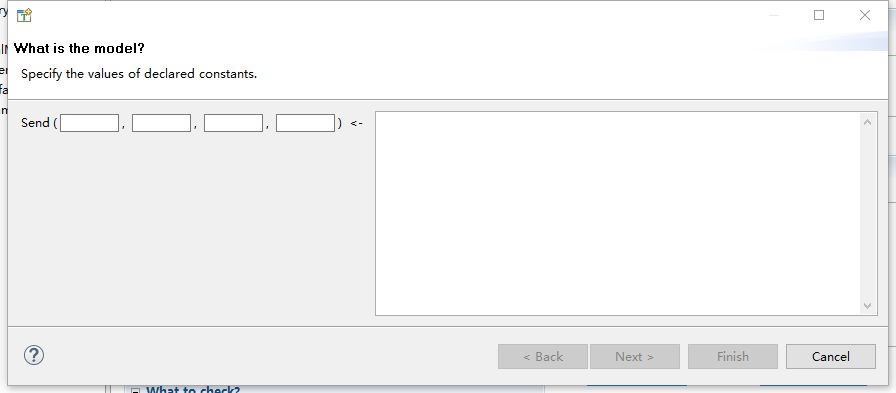 What is the model?
Specify the values of declared constants.
Send ( , , , ) <-
< Back Next > Finish Cancel
What to check?